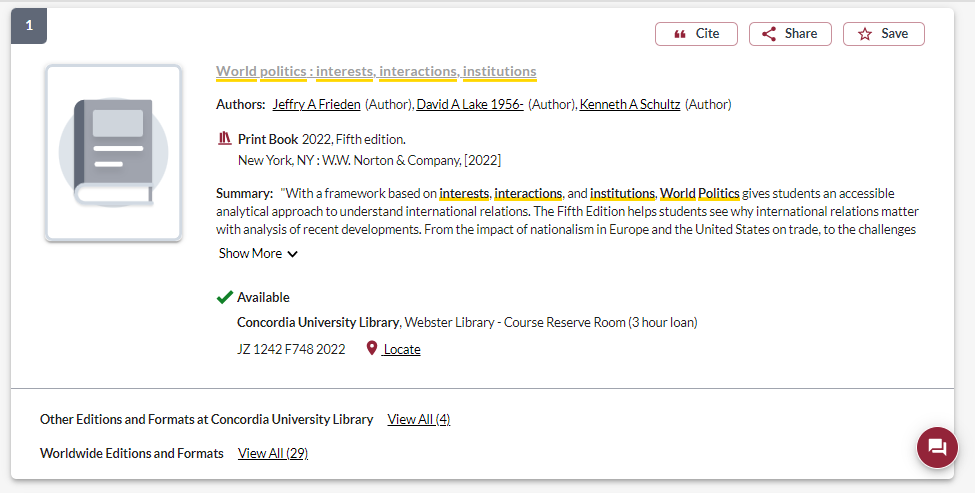 1
Cite
Share
Save
World politics : interests, interactions, institutions
Authors: Jeffry A Frieden (Author), David A Lake 1956- (Author), Kenneth A Schultz (Author)
Print Book 2022, Fifth edition.
New York, NY : W.W. Norton & Company, [2022]
Summary: "With a framework based on interests, interactions, and institutions, World Politics gives students an accessible
analytical approach to understand international relations. The Fifth Edition helps students see why international relations matter
with analysis of recent developments. From the impact of nationalism in Europe and the United States on trade, to the challenges
Show More
Available
Concordia University Library, Webster Library - Course Reserve Room (3 hour loan)
JZ 1242 F748 2022 Locate
Other Editions and Formats at Concordia University Library View All (4)
Worldwide Editions and Formats View All (29)